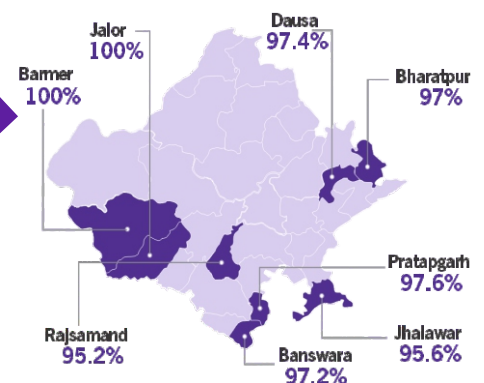 Jalor
100%
Dausa
97.4%
Barmer
100%
Bharatpur
97%
Pratapgarh
97.6%
Rajsamand
95.2%
Jhalawar
95.6%
Banswara
97.2%